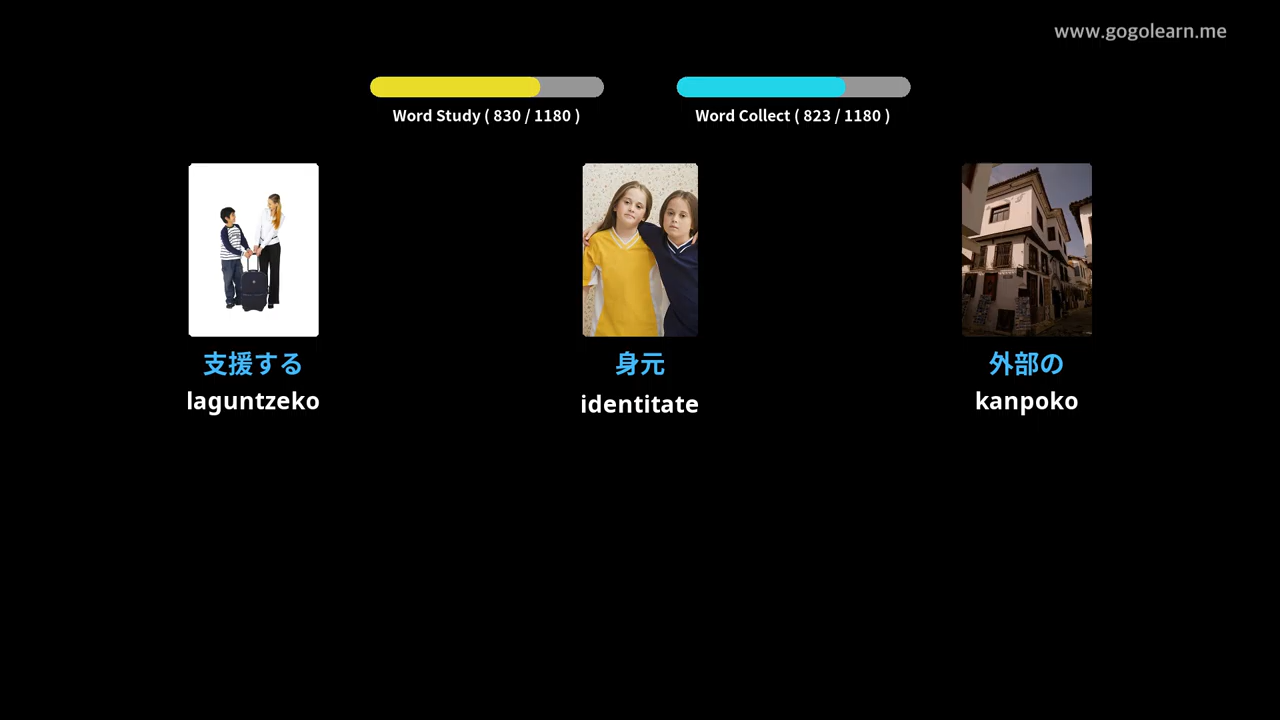 www.gogolearn.me
Word Study ( 830 / 1180 )
Word Collect ( 823 / 1180 )
支援する
laguntzeko
身元
identitate
外部の
kanpoko